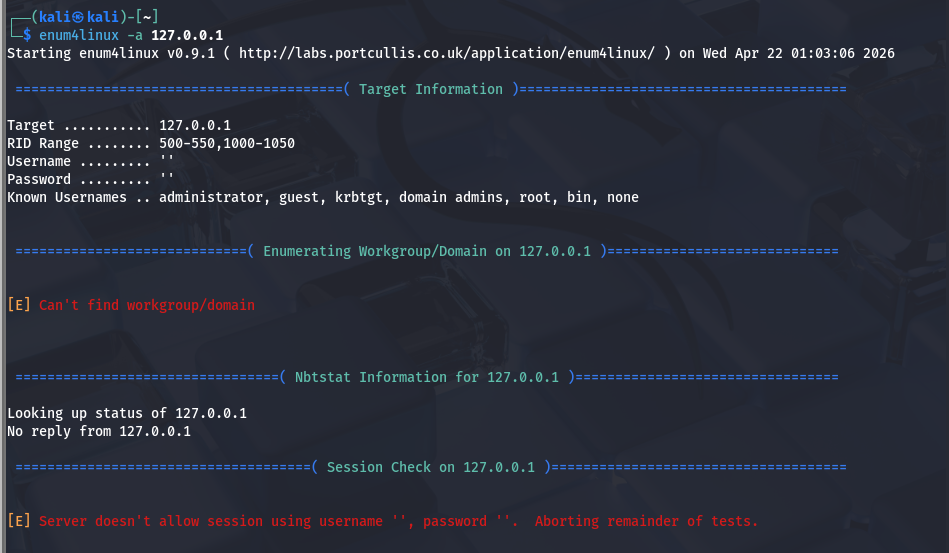 ┌──(kali㉿kali)-[~]
└─$ enum4linux -a 127.0.0.1
Starting enum4linux v0.9.1 ( http://labs.portcullis.co.uk/application/enum4linux/ ) on Wed Apr 22 01:03:06 2026
=========================================( Target Information )=========================================
Target ........... 127.0.0.1
RID Range ........ 500-550,1000-1050
Username ......... ''
Password ......... ''
Known Usernames .. administrator, guest, krbtgt, domain admins, root, bin, none
=============================( Enumerating Workgroup/Domain on 127.0.0.1 )=============================
[E] Can't find workgroup/domain
=================================( Nbtstat Information for 127.0.0.1 )=================================
Looking up status of 127.0.0.1
No reply from 127.0.0.1
=====================================( Session Check on 127.0.0.1 )=====================================
[E] Server doesn't allow session using username '', password ''.  Aborting remainder of tests.